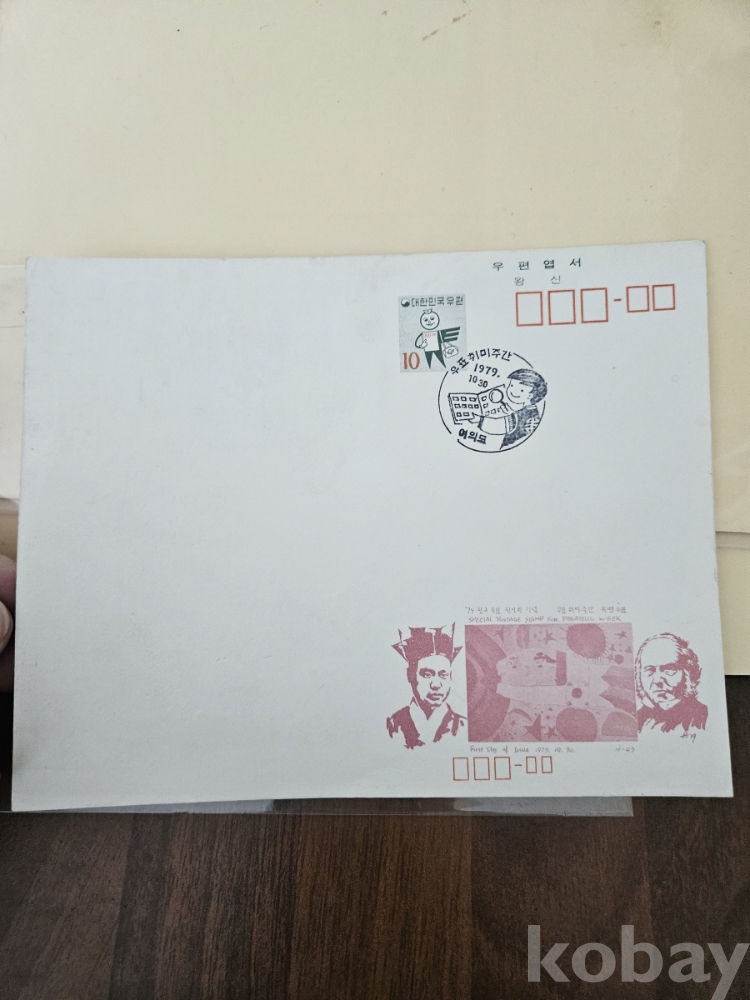 우편엽서
왕신
대한민국우편
10
우표취미주간
1979.
10.30
여의도
SPECIAL POSTAGE STAMP FOR PHILATELIC WEEK
First Day of Issue 1979. 10. 30.
kobay